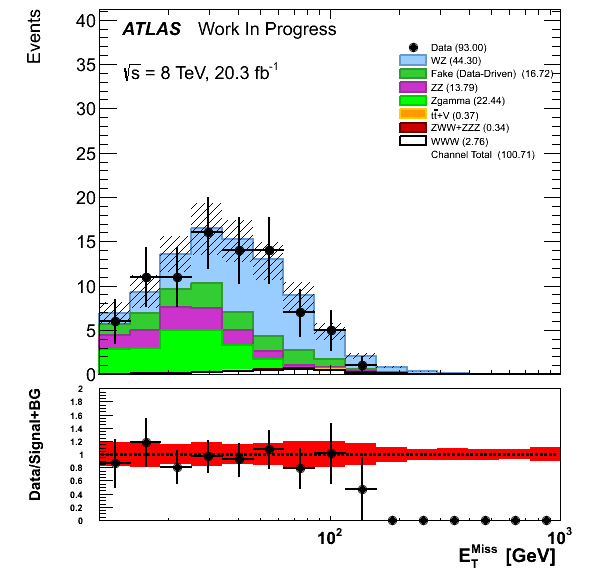 Events
40
35
30
25
20
15
10
5
0
ATLAS Work In Progress
√s = 8 TeV, 20.3 fb⁻¹
Data (93.00)
WZ (44.30)
Fake (Data-Driven) (16.72)
ZZ (13.79)
Zgamma (22.44)
tt̄+V (0.37)
ZWW+ZZZ (0.34)
WWW (2.76)
Channel Total (100.71)
Data/Signal+BG
2
1.8
1.6
1.4
1.2
1
0.8
0.6
0.4
0.2
0
10²
10³
E_T^Miss [GeV]